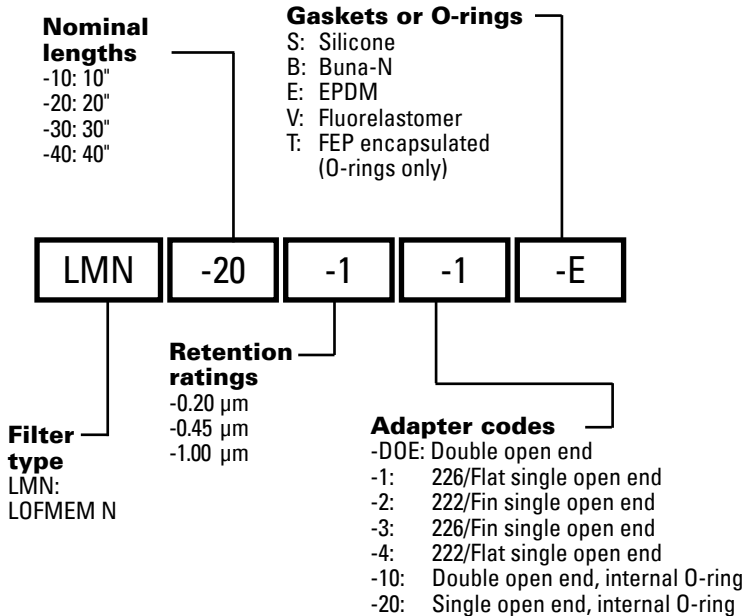 Nominal
lengths
-10: 10"
-20: 20"
-30: 30"
-40: 40"
Gaskets or O-rings
S: Silicone
B: Buna-N
E: EPDM
V: Fluorelastomer
T: FEP encapsulated
(O-rings only)
LMN -20 -1 -1 -E
Filter
type
LMN:
LOFMEM N
Retention
ratings
-0.20 µm
-0.45 µm
-1.00 µm
Adapter codes
-DOE: Double open end
-1: 226/Flat single open end
-2: 222/Fin single open end
-3: 226/Fin single open end
-4: 222/Flat single open end
-10: Double open end, internal O-ring
-20: Single open end, internal O-ring